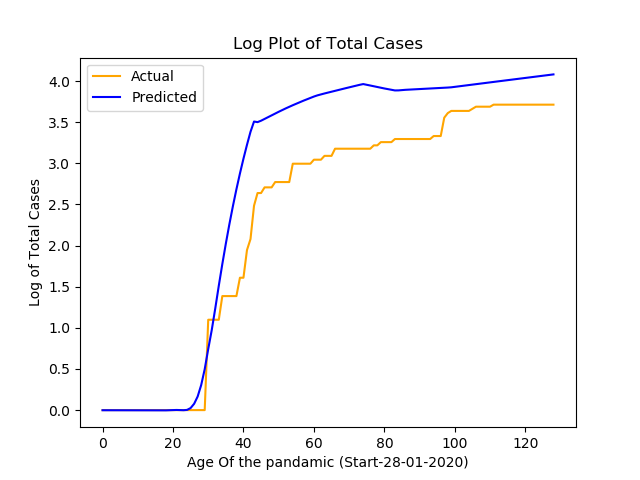 Log Plot of Total Cases
Actual
Predicted
4.0
3.5
3.0
2.5
2.0
1.5
1.0
0.5
0.0
Log of Total Cases
0 20 40 60 80 100 120
Age Of the pandamic (Start-28-01-2020)